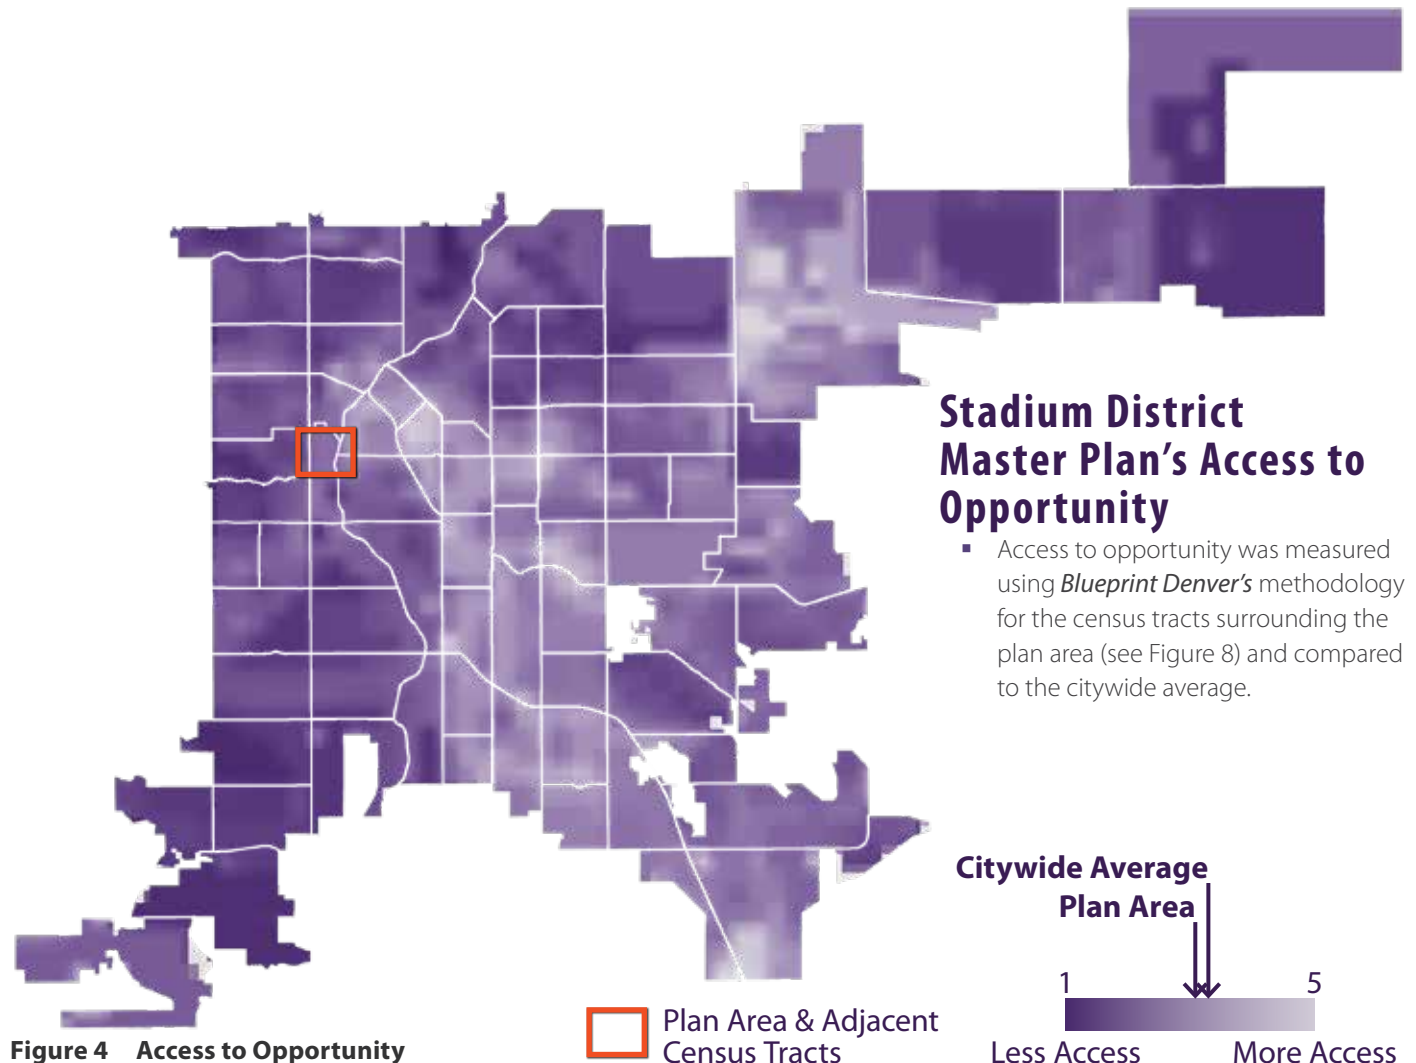 Stadium District
Master Plan's Access to
Opportunity
▪ Access to opportunity was measured
using Blueprint Denver's methodology
for the census tracts surrounding the
plan area (see Figure 8) and compared
to the citywide average.
Citywide Average
Plan Area
1 5
Less Access More Access
Plan Area & Adjacent
Census Tracts
Figure 4 Access to Opportunity